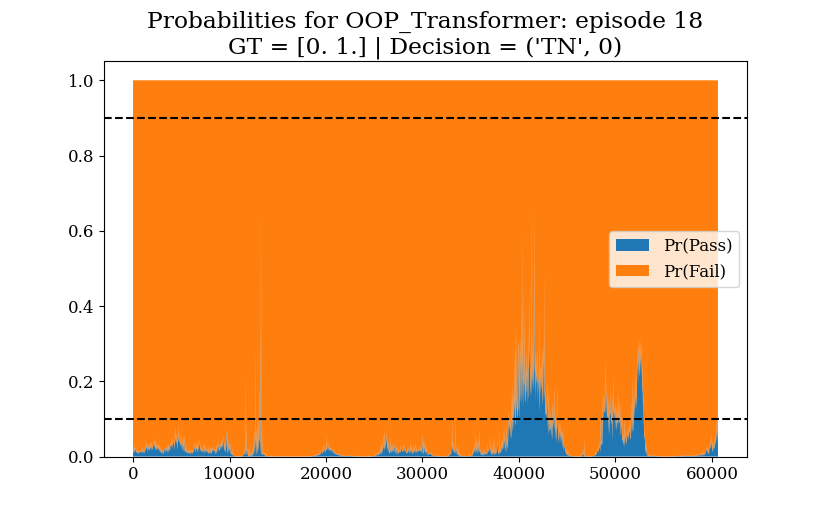 Probabilities for OOP_Transformer: episode 18
GT = [0. 1.] | Decision = ('TN', 0)
1.0
0.8
0.6
0.4
0.2
0.0
Pr(Pass)
Pr(Fail)
0 10000 20000 30000 40000 50000 60000